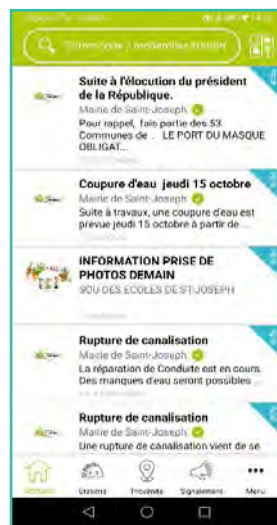 Suite à l'élocution du président
de la République.
Mairie de Saint-Joseph
Pour rappel, fais partie des 53
Communes de . LE PORT DU MASQUE
OBLIGAT...
Coupure d'eau jeudi 15 octobre
Mairie de Saint-Joseph
Suite à travaux, une coupure d'eau est
prevue jeudi 15 octobre à partir de ...
INFORMATION PRISE DE
PHOTOS DEMAIN
SOU DES ECOLES DE ST JOSEPH
Rupture de canalisation
Mairie de Saint-Joseph
La réparation de Conduite est en cours.
Des manques d'eau seront possibles ...
Rupture de canalisation
Mairie de Saint-Joseph
Une rupture de canalisation vient de se
Stations
Proximité
Signalement
Menu